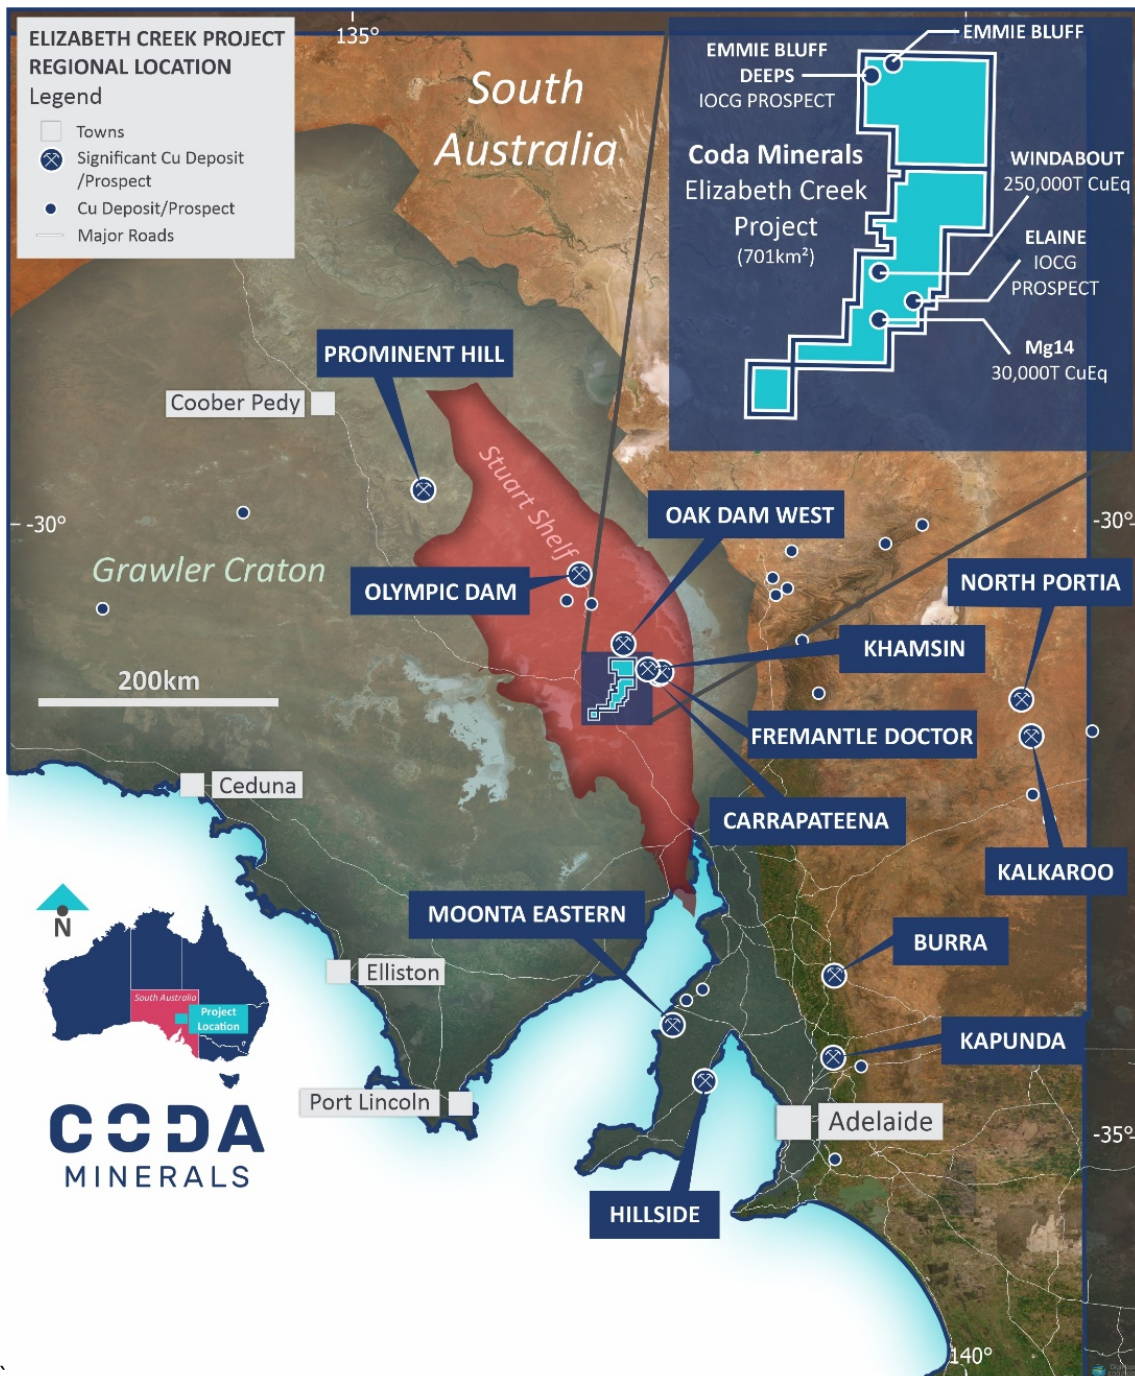 ELIZABETH CREEK PROJECT
REGIONAL LOCATION
Legend
Towns
Significant Cu Deposit
/Prospect
Cu Deposit/Prospect
Major Roads
135°
South
Australia
EMMIE BLUFF
EMMIE BLUFF
DEEPS
IOCG PROSPECT
Coda Minerals
Elizabeth Creek
Project
(701km²)
WINDABOUT
250,000T CuEq
ELAINE
IOCG
PROSPECT
Mg14
30,000T CuEq
PROMINENT HILL
Coober Pedy
Stuart Shelf
-30°
OAK DAM WEST
-30°
Grawler Craton
OLYMPIC DAM
NORTH PORTIA
KHAMSIN
200km
FREMANTLE DOCTOR
Ceduna
CARRAPATEENA
KALKAROO
MOONTA EASTERN
N
BURRA
Elliston
South Australia
Project
Location
KAPUNDA
Port Lincoln
CODA
MINERALS
Adelaide
-35°
HILLSIDE
140°